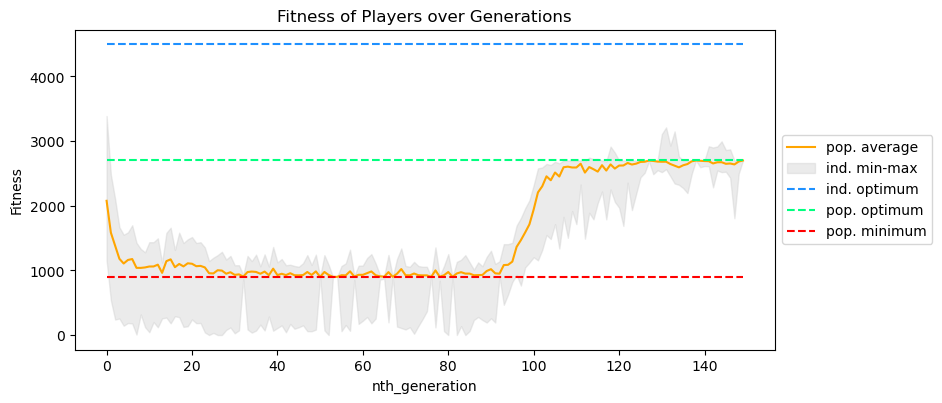 Fitness of Players over Generations
Fitness
4000
3000
2000
1000
0
0 20 40 60 80 100 120 140
nth_generation
pop. average
ind. min-max
ind. optimum
pop. optimum
pop. minimum